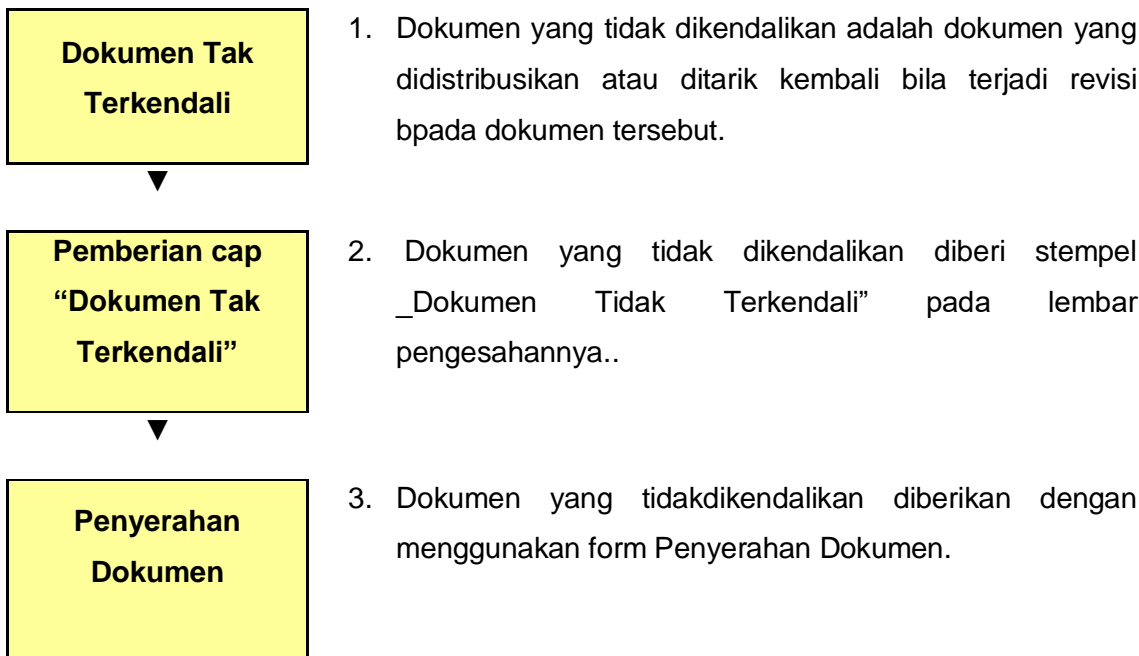 Dokumen Tak
Terkendali
1. Dokumen yang tidak dikendalikan adalah dokumen yang
didistribusikan atau ditarik kembali bila terjadi revisi
bpada dokumen tersebut.
▼
Pemberian cap
“Dokumen Tak
Terkendali”
2. Dokumen yang tidak dikendalikan diberi stempel
_Dokumen Tidak Terkendali” pada lembar
pengesahannya..
▼
Penyerahan
Dokumen
3. Dokumen yang tidakdikendalikan diberikan dengan
menggunakan form Penyerahan Dokumen.